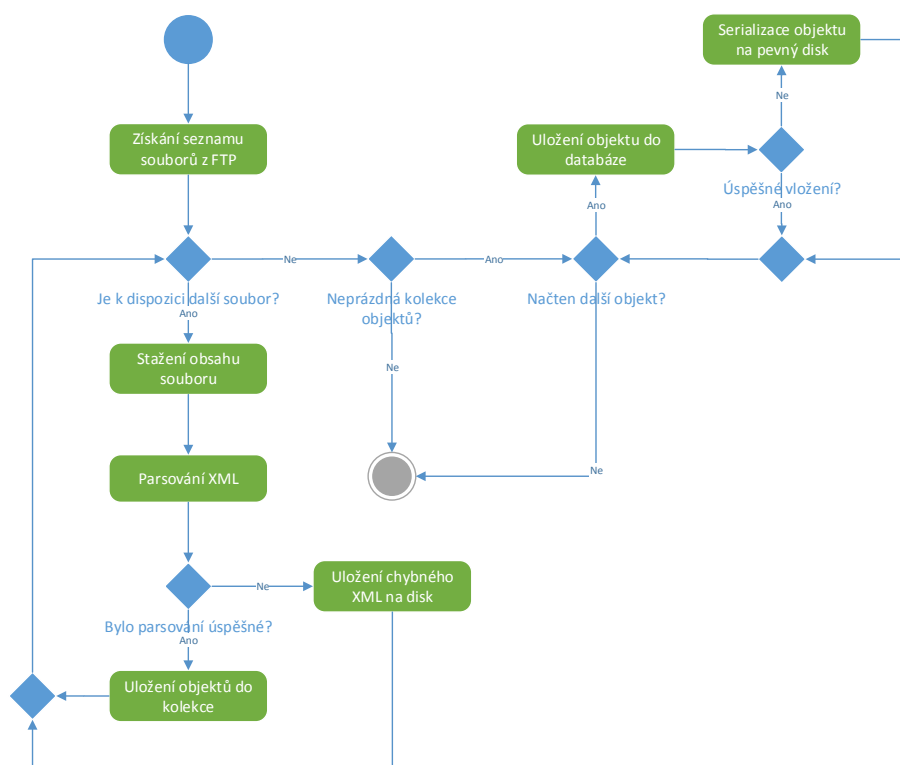 Serializace objektu
na pevný disk
Ne
Získání seznamu
souborů z FTP
Uložení objektu do
databáze
Úspěšné vložení?
Ano
Ano
Ne
Ano
Je k dispozici další soubor?
Ano
Neprázdná kolekce
objektů?
Načten další objekt?
Stažení obsahu
souboru
Ne
Parsování XML
Ne
Uložení chybného
XML na disk
Ne
Bylo parsování úspěšné?
Ano
Uložení objektů do
kolekce